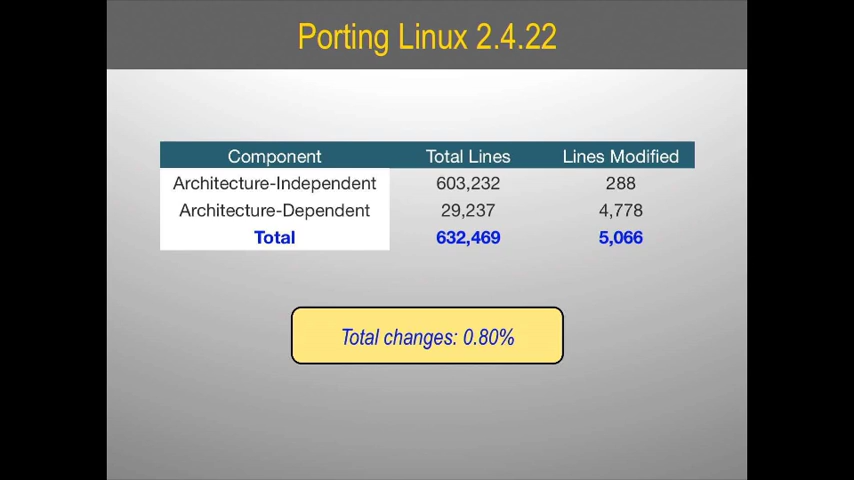 Porting Linux 2.4.22
Component Total Lines Lines Modified
Architecture-Independent 603,232 288
Architecture-Dependent 29,237 4,778
Total 632,469 5,066
Total changes: 0.80%